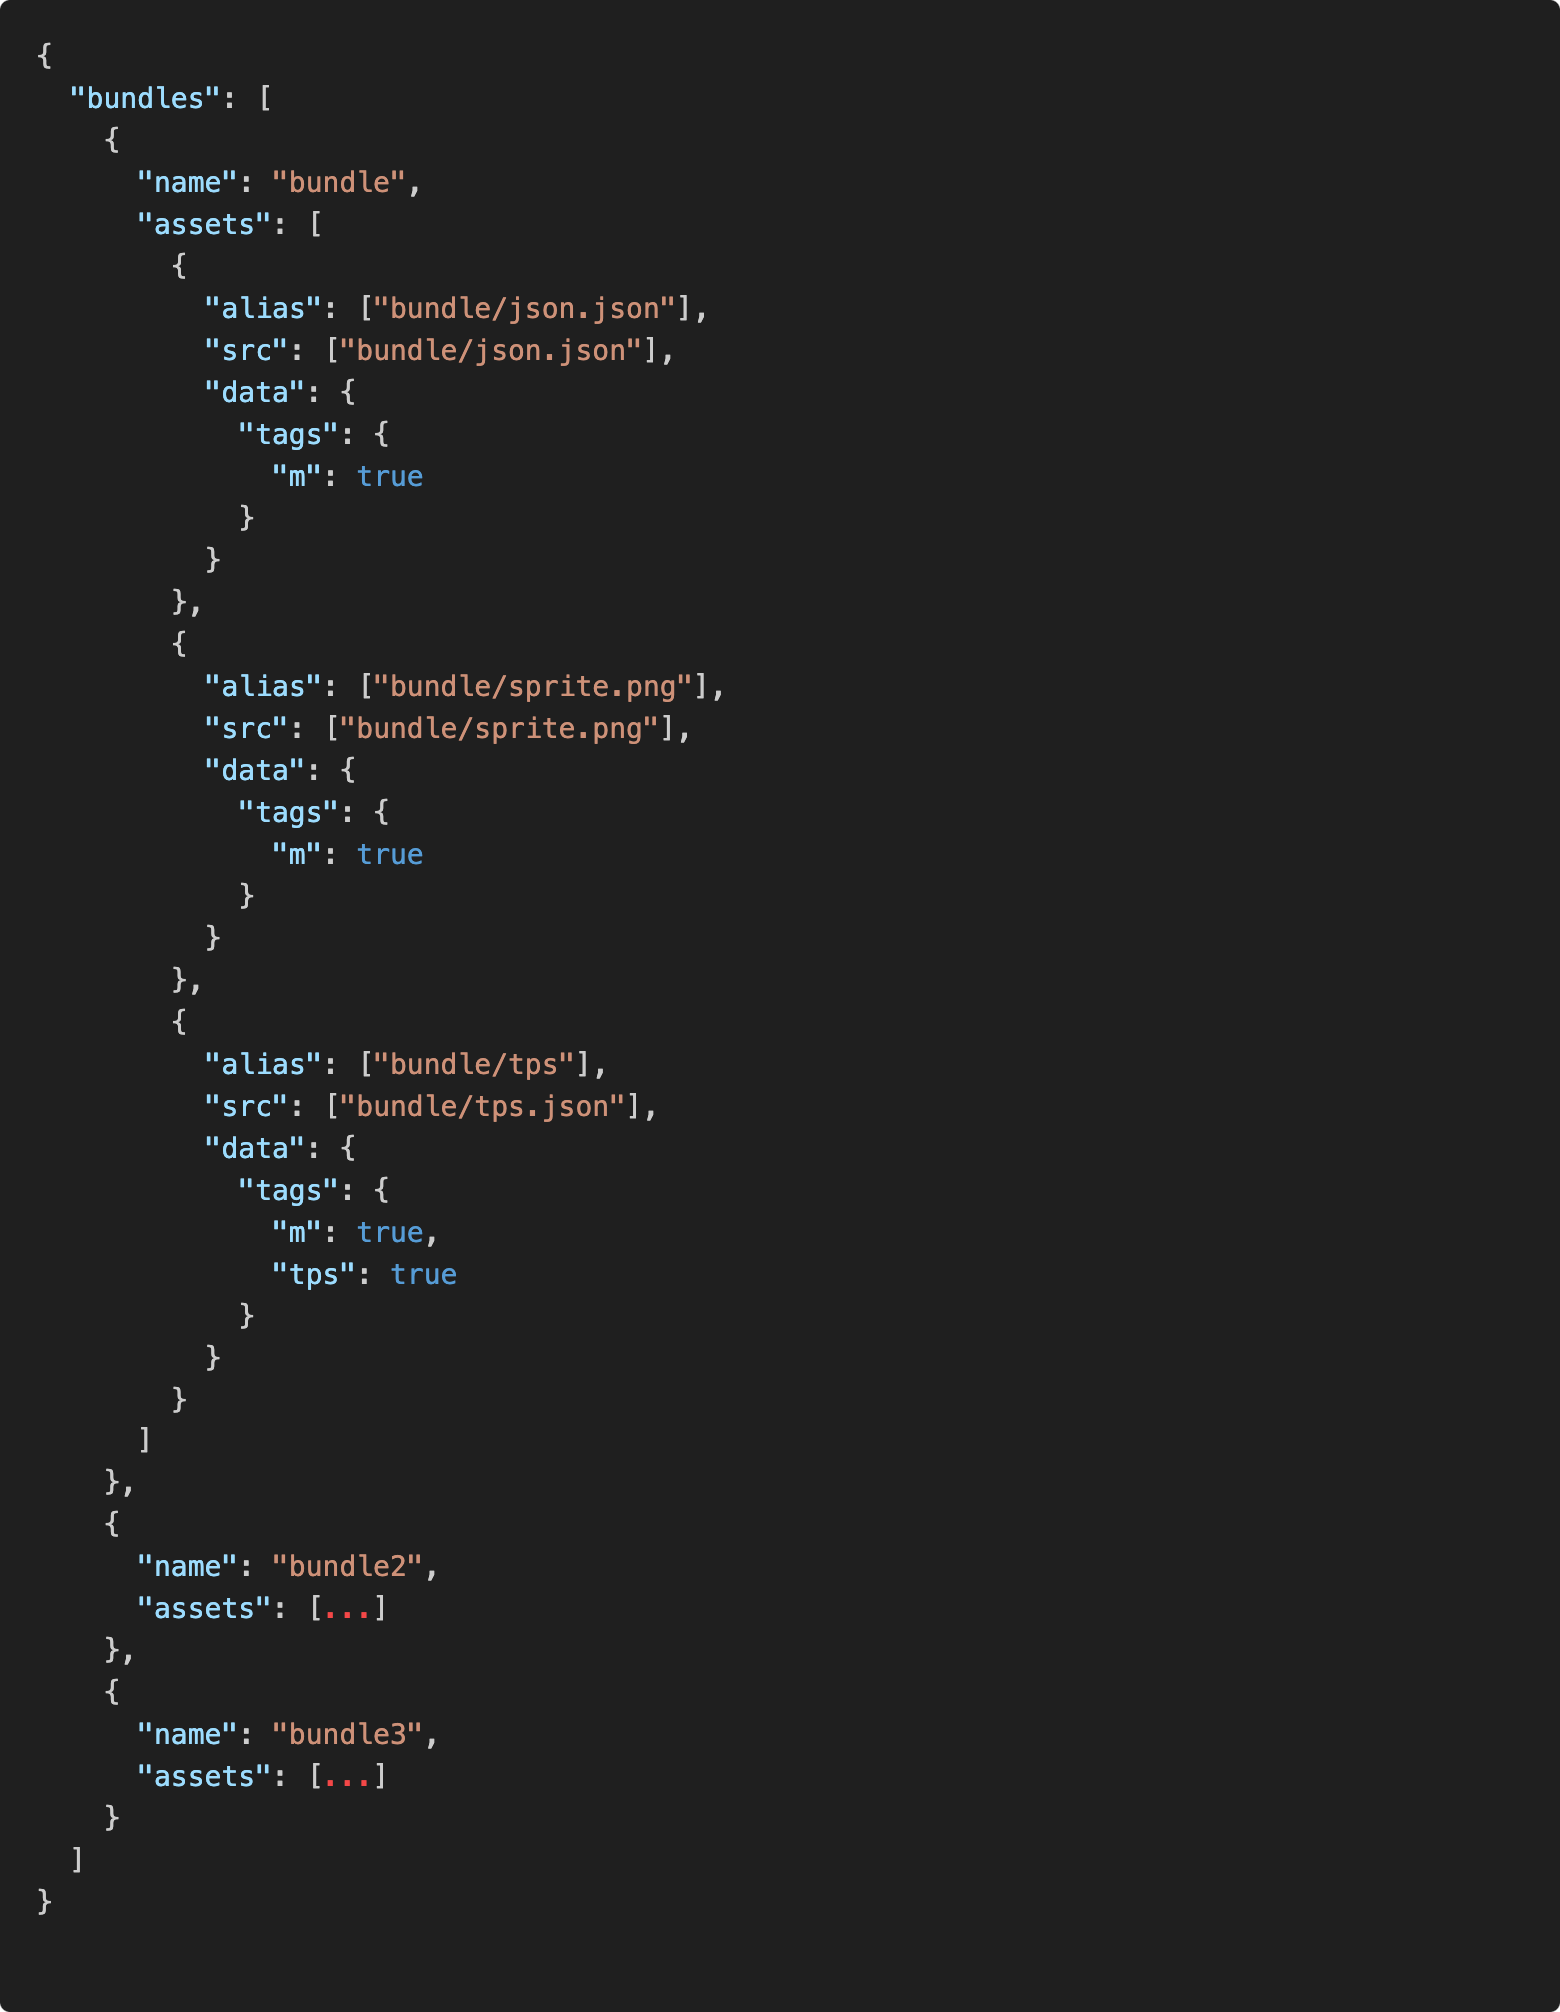 {
  "bundles": [
    {
      "name": "bundle",
      "assets": [
        {
          "alias": ["bundle/json.json"],
          "src": ["bundle/json.json"],
          "data": {
            "tags": {
              "m": true
            }
          }
        },
        {
          "alias": ["bundle/sprite.png"],
          "src": ["bundle/sprite.png"],
          "data": {
            "tags": {
              "m": true
            }
          }
        },
        {
          "alias": ["bundle/tps"],
          "src": ["bundle/tps.json"],
          "data": {
            "tags": {
              "m": true,
              "tps": true
            }
          }
        }
      ]
    },
    {
      "name": "bundle2",
      "assets": [...]
    },
    {
      "name": "bundle3",
      "assets": [...]
    }
  ]
}